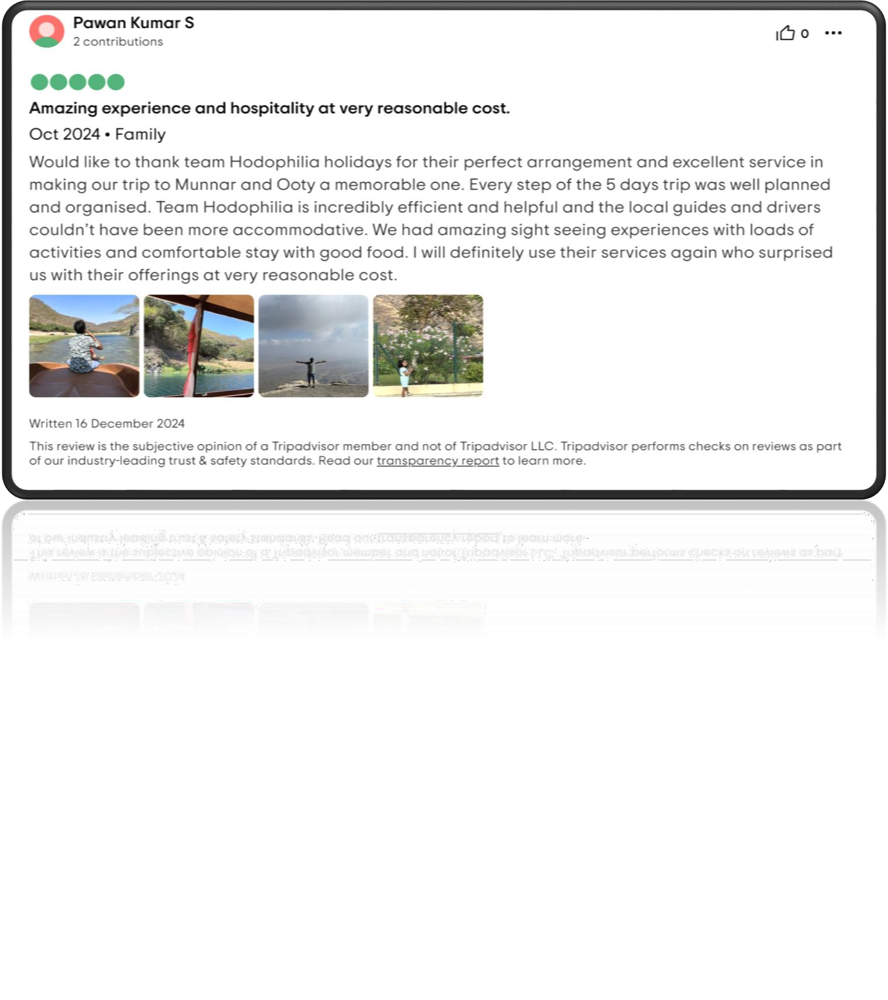 Pawan Kumar S
2 contributions
0
Amazing experience and hospitality at very reasonable cost.
Oct 2024 • Family
Would like to thank team Hodophilia holidays for their perfect arrangement and excellent service in
making our trip to Munnar and Ooty a memorable one. Every step of the 5 days trip was well planned
and organised. Team Hodophilia is incredibly efficient and helpful and the local guides and drivers
couldn’t have been more accommodative. We had amazing sight seeing experiences with loads of
activities and comfortable stay with good food. I will definitely use their services again who surprised
us with their offerings at very reasonable cost.
Written 16 December 2024
This review is the subjective opinion of a Tripadvisor member and not of Tripadvisor LLC. Tripadvisor performs checks on reviews as part
of our industry-leading trust & safety standards. Read our transparency report to learn more.